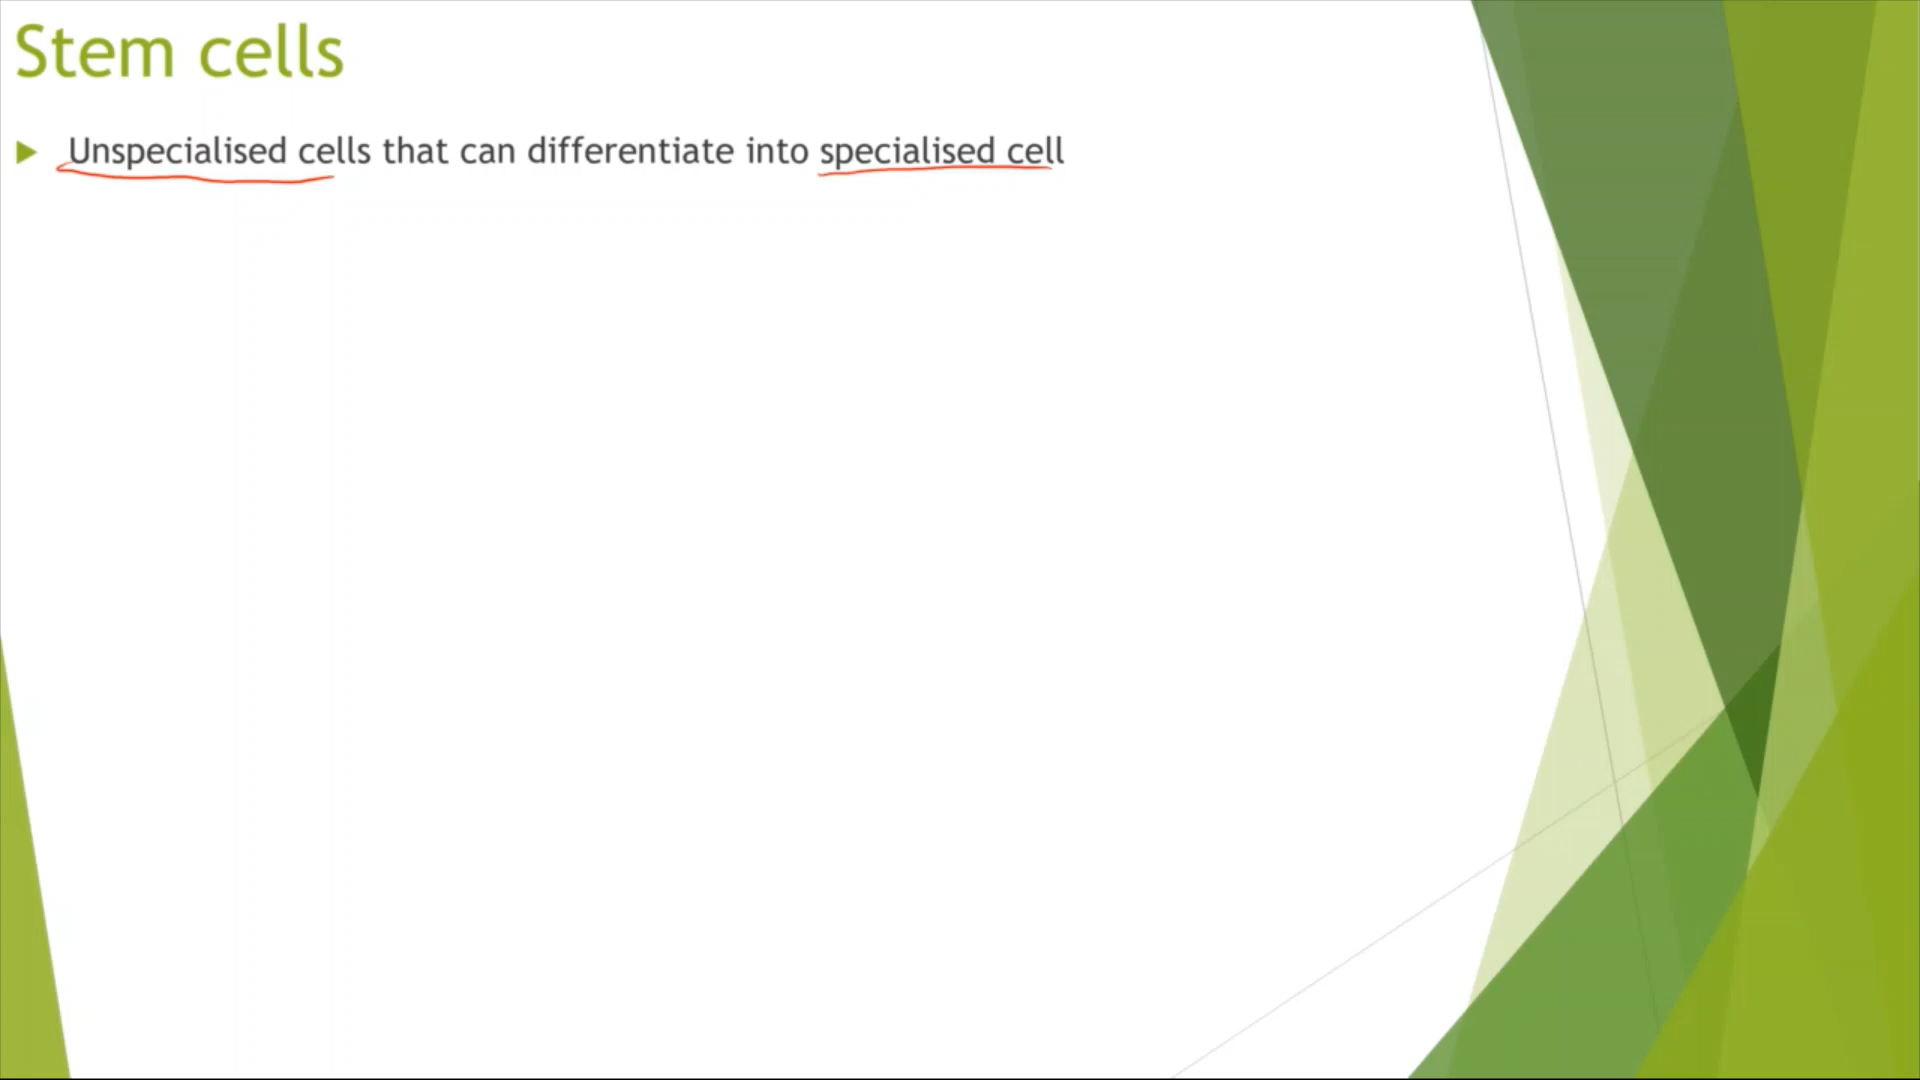 Stem cells
Unspecialised cells that can differentiate into specialised cell